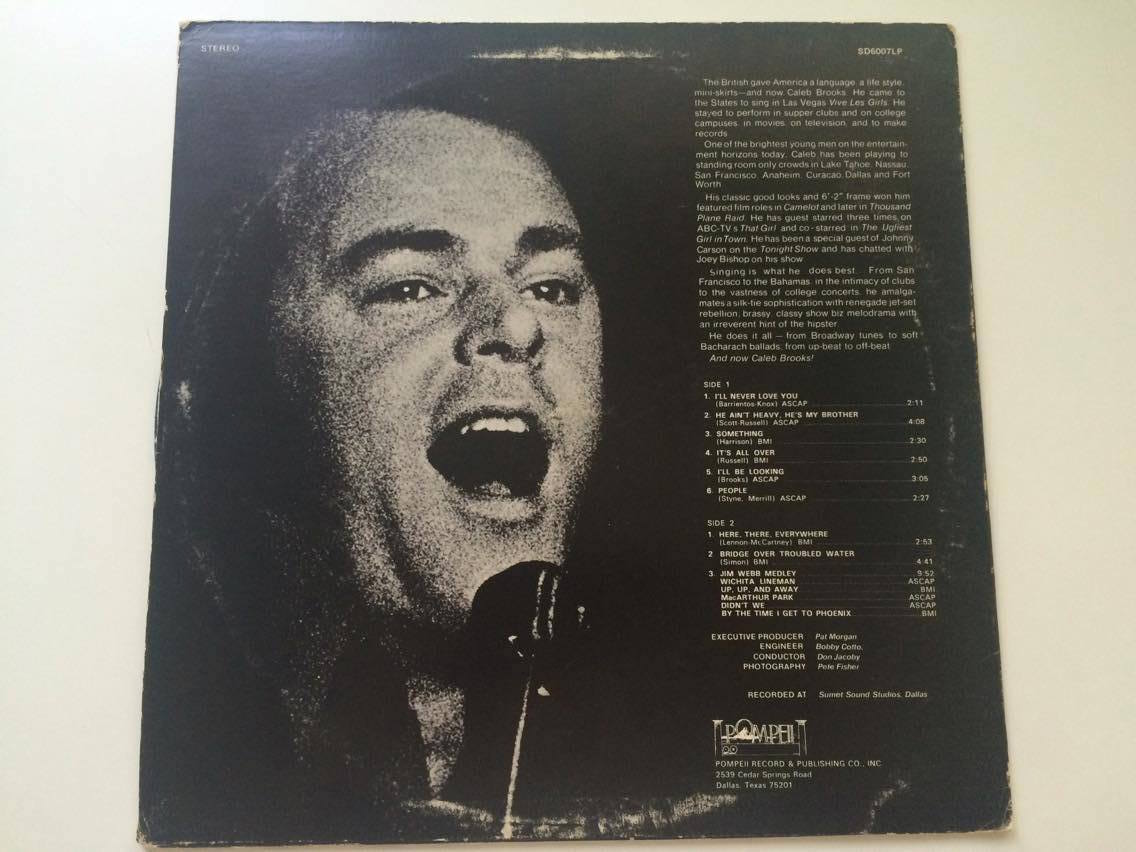 STEREO
SD6007LP
The British gave America a language, a life style,
mini-skirts—and now Caleb Brooks. He came to
the States to sing in Las Vegas Vive Les Girls. He
stayed to perform in supper clubs and on college
campuses, in movies, on television, and to make
records.
One of the brightest young men on the entertain-
ment horizons today, Caleb has been playing to
standing room only crowds in Lake Tahoe, Nassau,
San Francisco, Anaheim, Curacao, Dallas and Fort
Worth.
His classic good looks and 6'-2" frame won him
featured film roles in Camelot and later in Thousand
Plane Raid. He has guest starred three times on
ABC-TV's That Girl and co-starred in The Ugliest
Girl in Town. He has been a special guest of Johnny
Carson on the Tonight Show and has chatted with
Joey Bishop on his show.
Singing is what he does best. From San
Francisco to the Bahamas, in the intimacy of clubs
to the vastness of college concerts, he amalga-
mates a silk-tie sophistication with renegade jet-set
rebellion; brassy, classy show biz melodrama with
an irreverent hint of the hipster.
He does it all — from Broadway tunes to soft
Bacharach ballads; from up-beat to off-beat.
And now Caleb Brooks!
SIDE 1
1. I'LL NEVER LOVE YOU
(Barrientos-Knox) ASCAP 2:11
2. HE AIN'T HEAVY, HE'S MY BROTHER
(Scott-Russell) ASCAP 4:08
3. SOMETHING
(Harrison) BMI 2:30
4. IT'S ALL OVER
(Russell) BMI 2:50
5. I'LL BE LOOKING
(Brooks) ASCAP 3:05
6. PEOPLE
(Styne, Merrill) ASCAP 2:27
SIDE 2
1. HERE, THERE, EVERYWHERE
(Lennon-McCartney) BMI 2:53
2 BRIDGE OVER TROUBLED WATER
(Simon) BMI 4:41
3. JIM WEBB MEDLEY 9:52
WICHITA LINEMAN ASCAP
UP, UP, AND AWAY BMI
MacARTHUR PARK ASCAP
DIDN'T WE ASCAP
BY THE TIME I GET TO PHOENIX BMI
EXECUTIVE PRODUCER Pat Morgan
ENGINEER Bobby Cotto.
CONDUCTOR Don Jacoby
PHOTOGRAPHY Pete Fisher
RECORDED AT Sumet Sound Studios, Dallas
POMPEII
POMPEII RECORD & PUBLISHING CO., INC.
2539 Cedar Springs Road
Dallas, Texas 75201